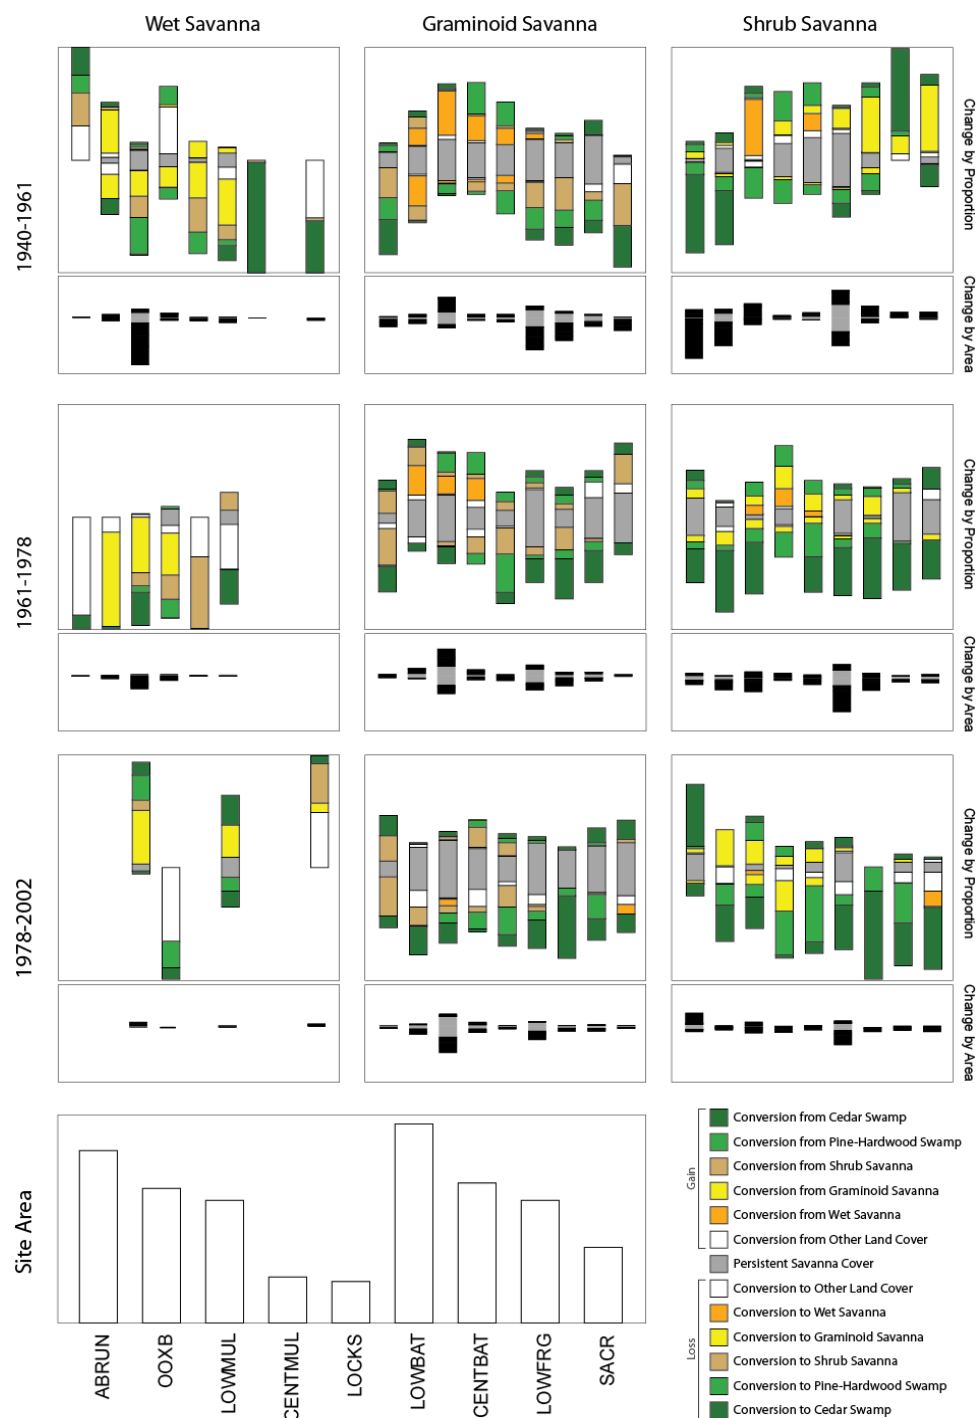 Wet Savanna Graminoid Savanna Shrub Savanna
1940-1961
Change by Proportion
Change by Area
1961-1978
Change by Proportion
Change by Area
1978-2002
Change by Proportion
Change by Area
Site Area
ABRUN
OOXB
LOWMUL
CENTMUL
LOCKS
LOWBAT
CENTBAT
LOWFRG
SACR
Gain
Conversion from Cedar Swamp
Conversion from Pine-Hardwood Swamp
Conversion from Shrub Savanna
Conversion from Graminoid Savanna
Conversion from Wet Savanna
Conversion from Other Land Cover
Persistent Savanna Cover
Loss
Conversion to Other Land Cover
Conversion to Wet Savanna
Conversion to Graminoid Savanna
Conversion to Shrub Savanna
Conversion to Pine-Hardwood Swamp
Conversion to Cedar Swamp